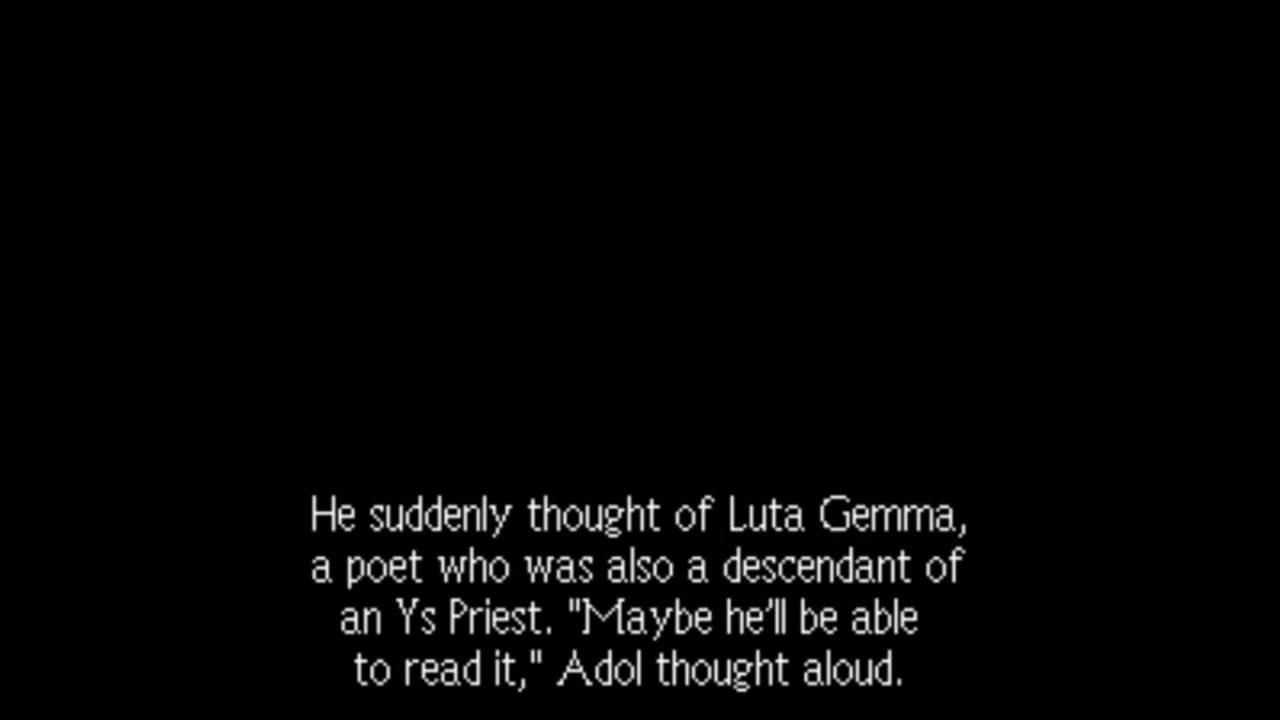 He suddenly thought of Luta Gemma,
a poet who was also a descendant of
an Ys Priest. "Maybe he'll be able
to read it," Adol thought aloud.